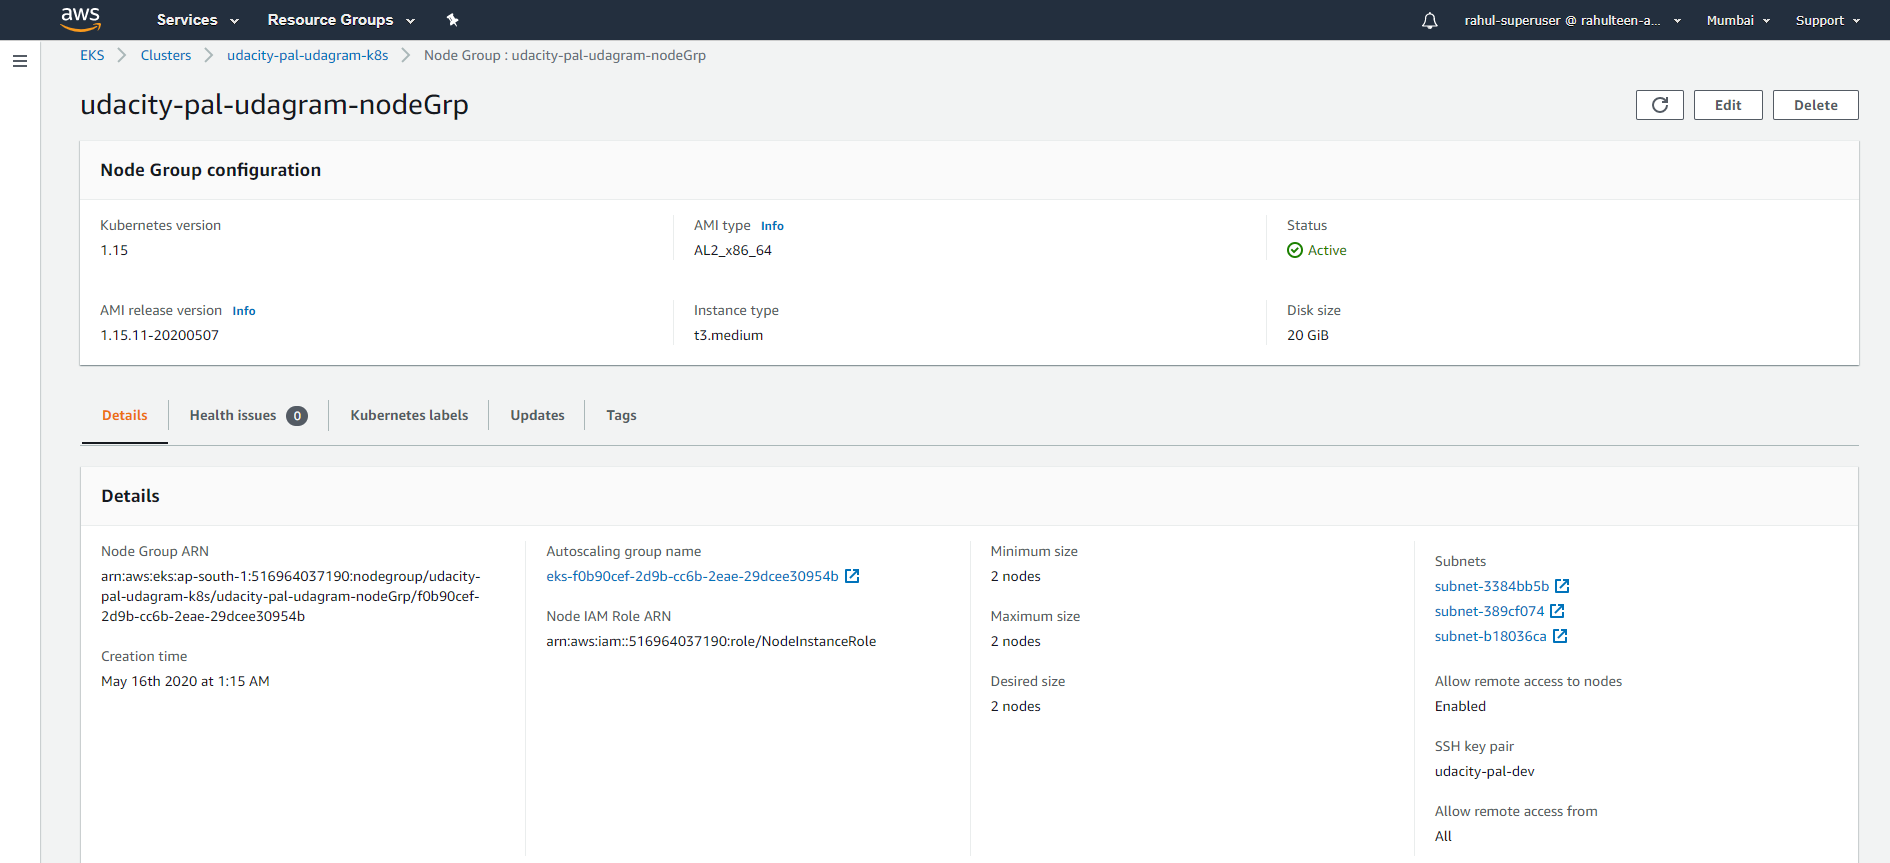 aws Services Resource Groups rahul-superuser @ rahulteen-a... Mumbai Support
EKS Clusters udacity-pal-udagram-k8s Node Group : udacity-pal-udagram-nodeGrp
udacity-pal-udagram-nodeGrp Edit Delete
Node Group configuration
Kubernetes version
1.15
AMI type Info
AL2_x86_64
Status
Active
AMI release version Info
1.15.11-20200507
Instance type
t3.medium
Disk size
20 GiB
Details Health issues 0 Kubernetes labels Updates Tags
Details
Node Group ARN
arn:aws:eks:ap-south-1:516964037190:nodegroup/udacity-
pal-udagram-k8s/udacity-pal-udagram-nodeGrp/f0b90cef-
2d9b-cc6b-2eae-29dcee30954b
Creation time
May 16th 2020 at 1:15 AM
Autoscaling group name
eks-f0b90cef-2d9b-cc6b-2eae-29dcee30954b
Node IAM Role ARN
arn:aws:iam::516964037190:role/NodeInstanceRole
Minimum size
2 nodes
Maximum size
2 nodes
Desired size
2 nodes
Subnets
subnet-3384bb5b
subnet-389cf074
subnet-b18036ca
Allow remote access to nodes
Enabled
SSH key pair
udacity-pal-dev
Allow remote access from
All